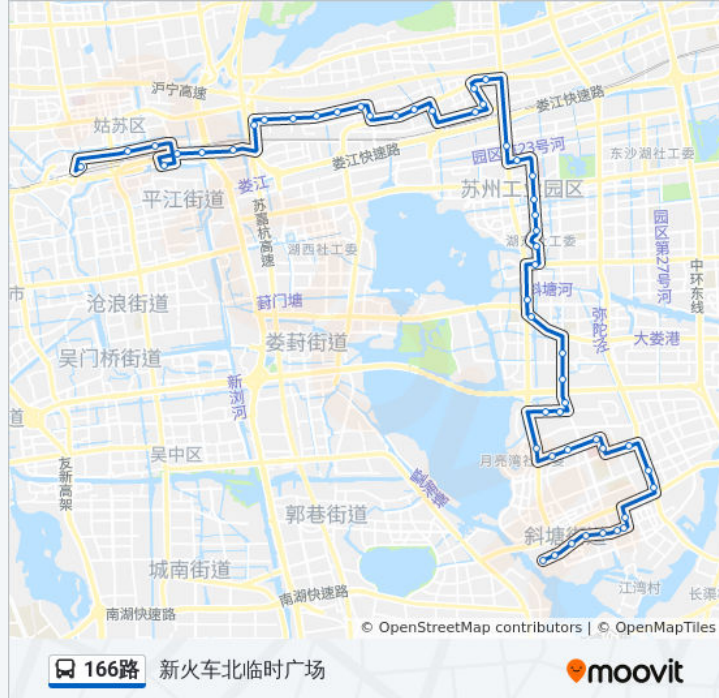 沪宁高速
姑苏区
娄江快速路
娄江快速路
园区 23号河
东沙湖社工委
平江街道
娄江
苏州工 园区
苏嘉杭高速
湖西社工委
湖 工委
园区第27号河
中环东线
市
沧浪街道
葑门塘
斜塘河
弥陀泾
大娄港
吴门桥街道
娄葑街道
新浏河
道
吴中区
月亮湾社 委
友新高架
郭巷街道
斜塘街道
城南街道
江湾村
长渠
南湖快速路
南湖快速路
© OpenStreetMap contributors | © OpenMapTiles
166路 新火车北临时广场 moovit